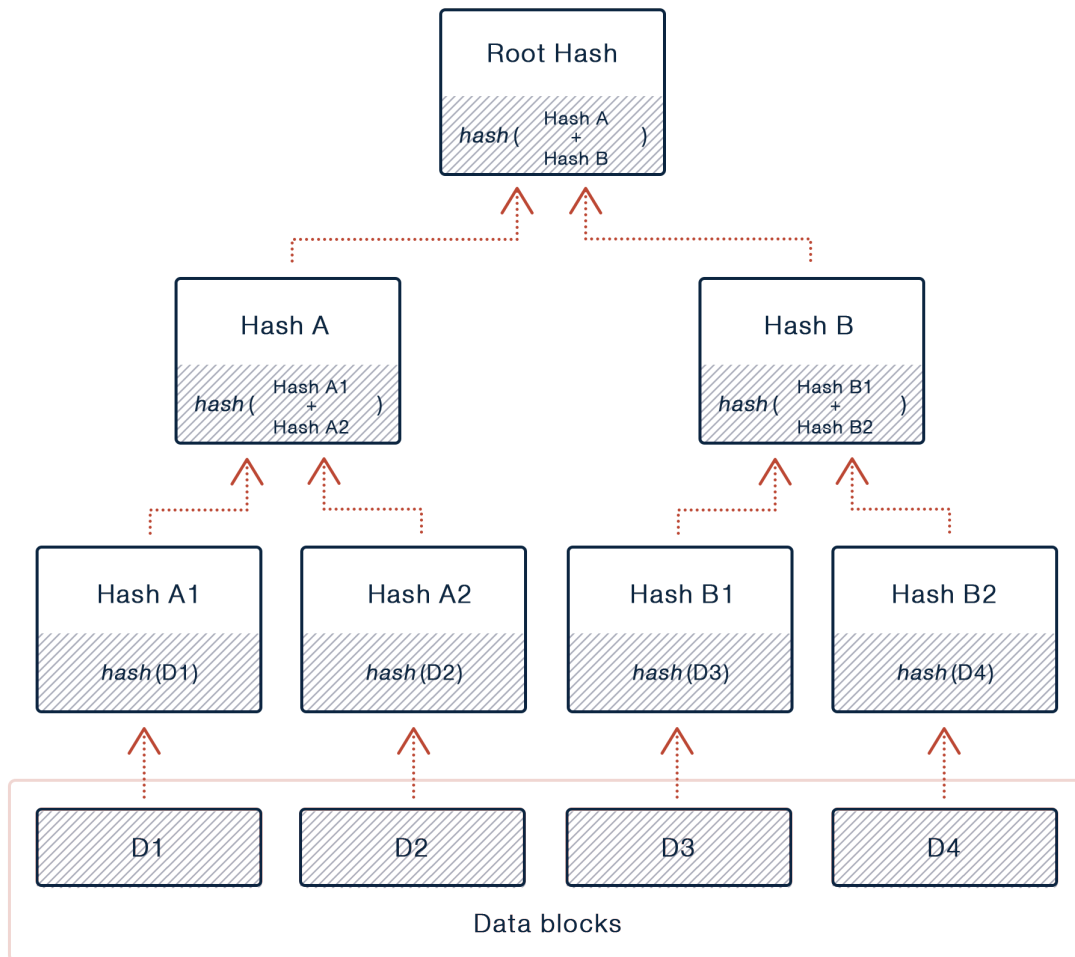 Root Hash
Hash A
hash( + )
Hash B
Hash A
Hash B
Hash A1
hash( + )
Hash A2
Hash B1
hash( + )
Hash B2
Hash A1
Hash A2
Hash B1
Hash B2
hash(D1)
hash(D2)
hash(D3)
hash(D4)
D1
D2
D3
D4
Data blocks